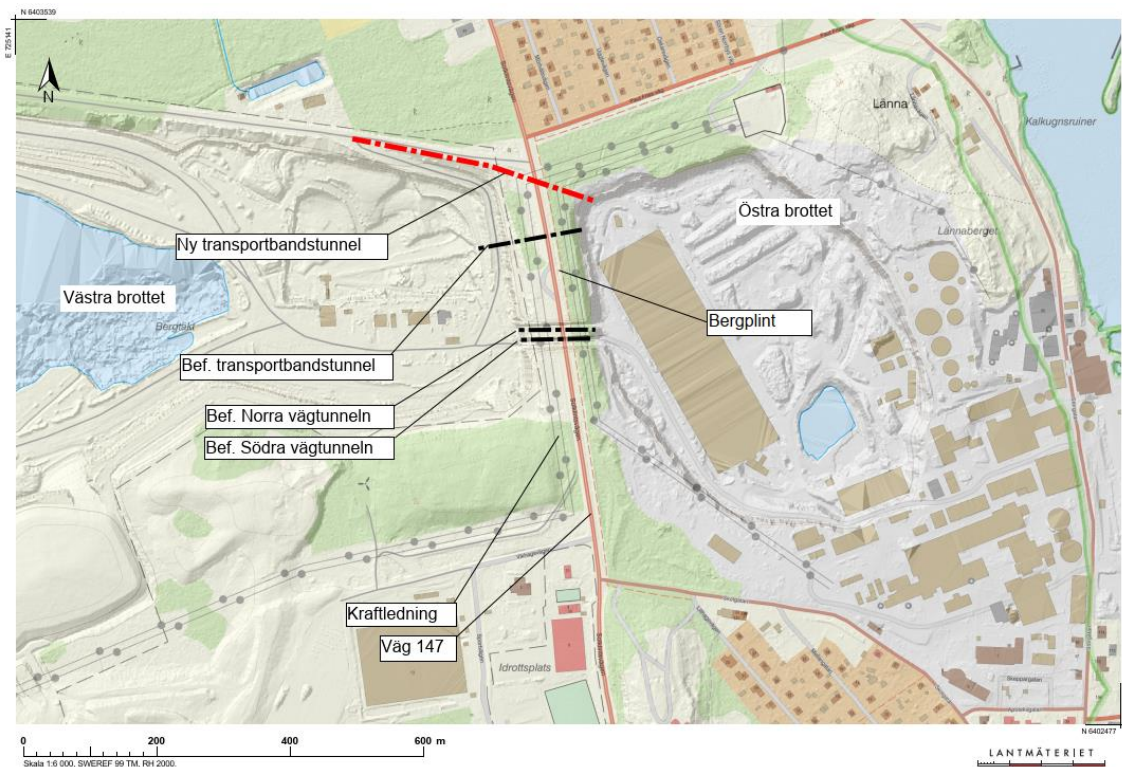 N 6403539
E 725141
N
Länna
Kalkugnsruiner
Östra brottet
Lännaberget
Ny transportbandstunnel
Västra brottet
Bergtäkt
Bergplint
Bef. transportbandstunnel
Bef. Norra vägtunneln
Bef. Södra vägtunneln
Kraftledning
Väg 147
Idrottsplats
N 6402477
0 200 400 600 m
Skala 1:6 000. SWEREF 99 TM. RH 2000.
LANTMÄTERIET